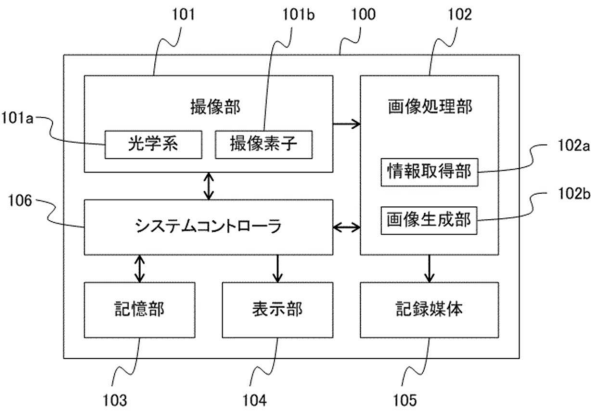 101
101b
100
102
撮像部
画像処理部
101a
光学系
撮像素子
102a
情報取得部
106
システムコントローラ
102b
画像生成部
記憶部
表示部
記録媒体
103
104
105